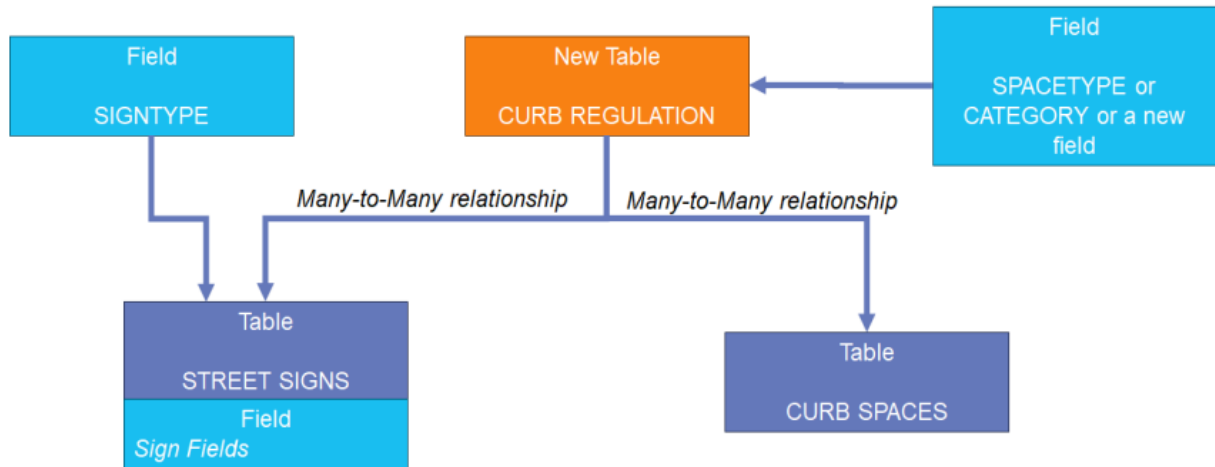 Field
SIGNTYPE
New Table
CURB REGULATION
Field
SPACETYPE or
CATEGORY or a new
field
Many-to-Many relationship
Many-to-Many relationship
Table
STREET SIGNS
Field
Sign Fields
Table
CURB SPACES